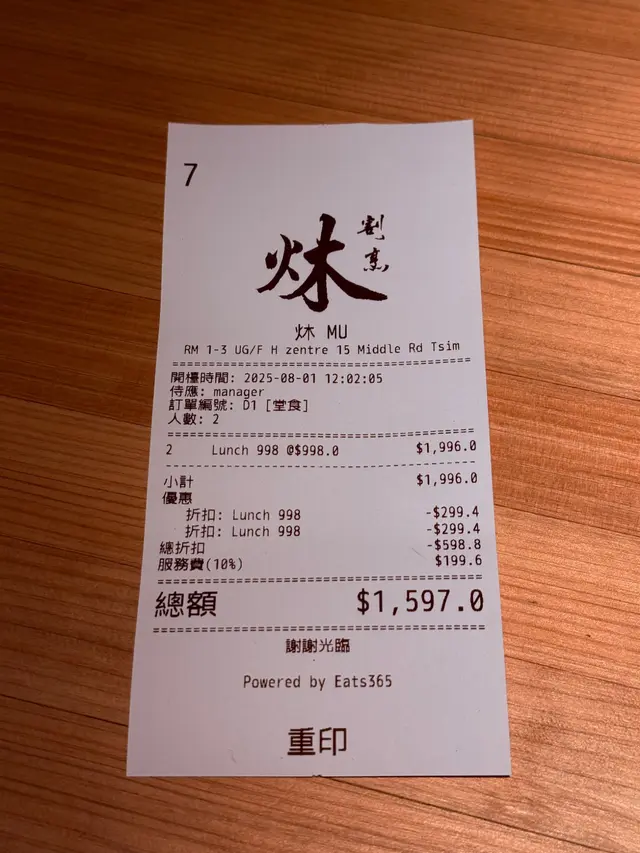 7
炑
割烹
炑 MU
RM 1-3 UG/F H zentre 15 Middle Rd Tsim
開檯時間: 2025-08-01 12:02:05
侍應: manager
訂單編號: D1 [堂食]
人數: 2
2 Lunch 998 @$998.0 $1,996.0
小計 $1,996.0
優惠
折扣: Lunch 998 -$299.4
折扣: Lunch 998 -$299.4
總折扣 -$598.8
服務費(10%) $199.6
總額 $1,597.0
謝謝光臨
Powered by Eats365
重印